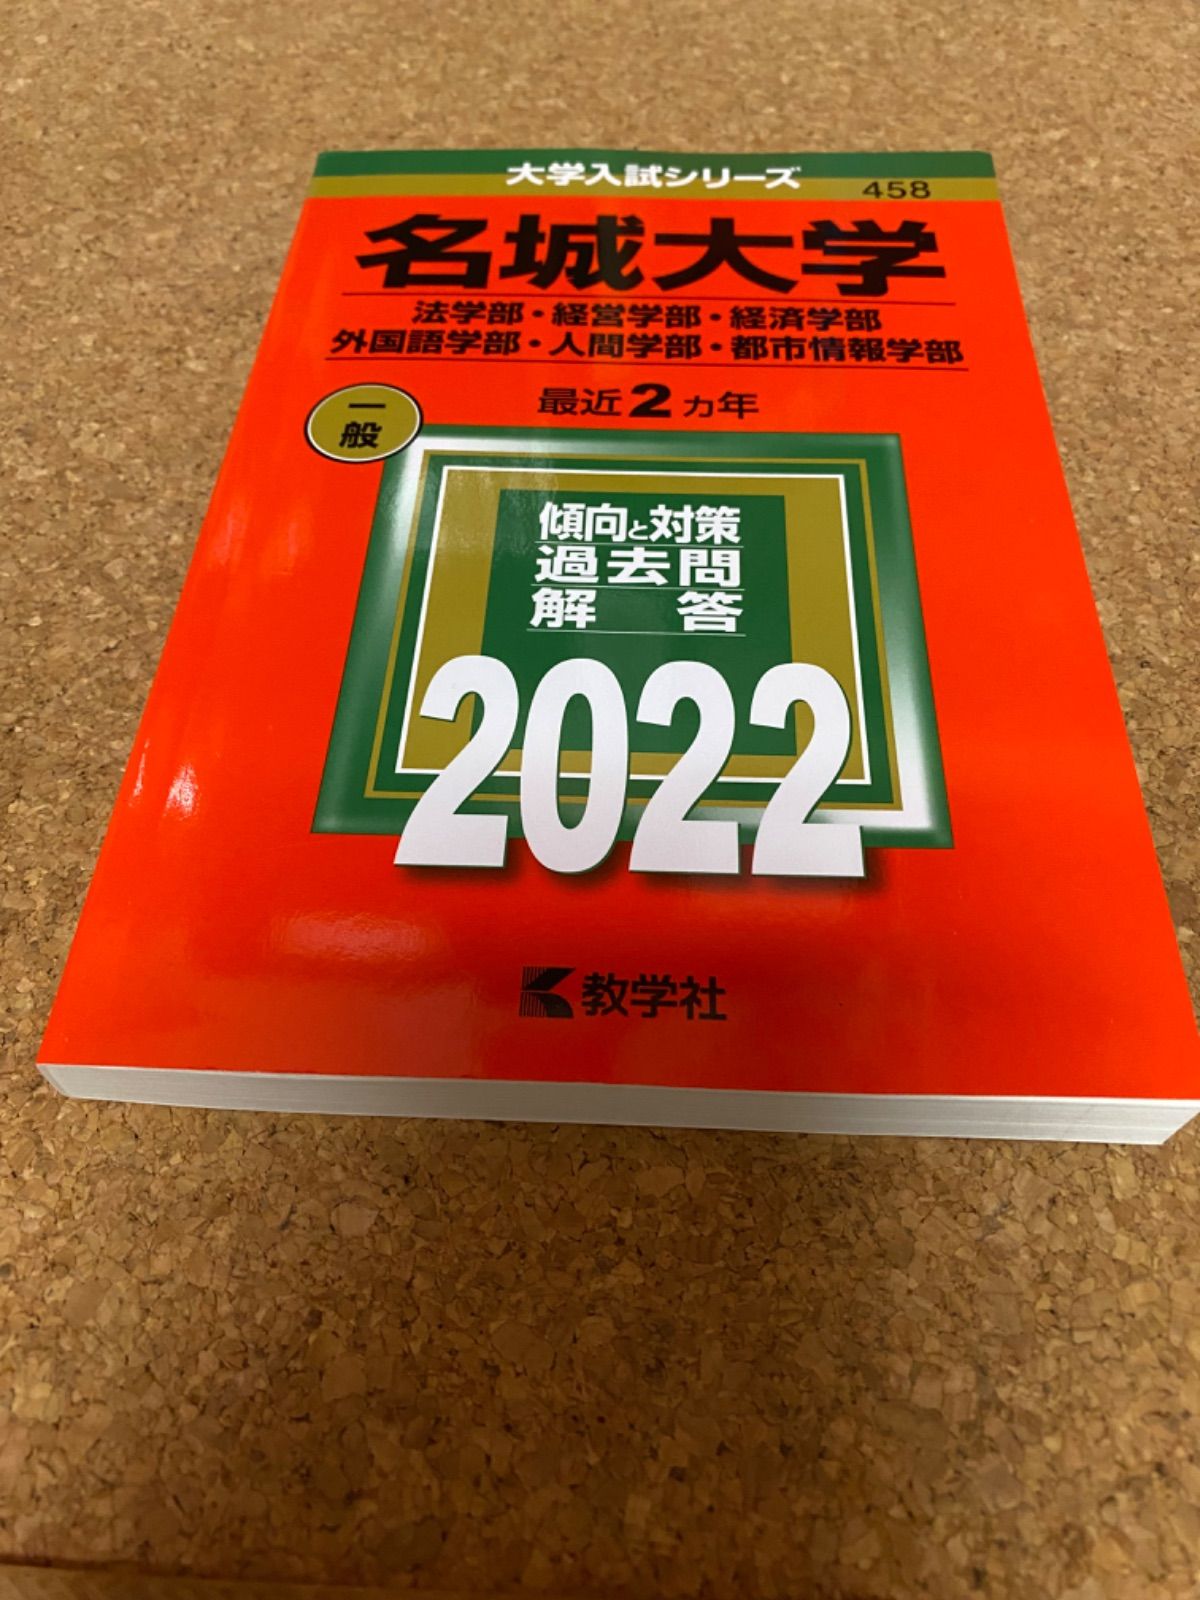 大学入試シリーズ
458
名城大学
法学部・経営学部・経済学部
外国語学部・人間学部・都市情報学部
最近2ヵ年
一
般
傾向と対策
過去問
解答
2022
教学社